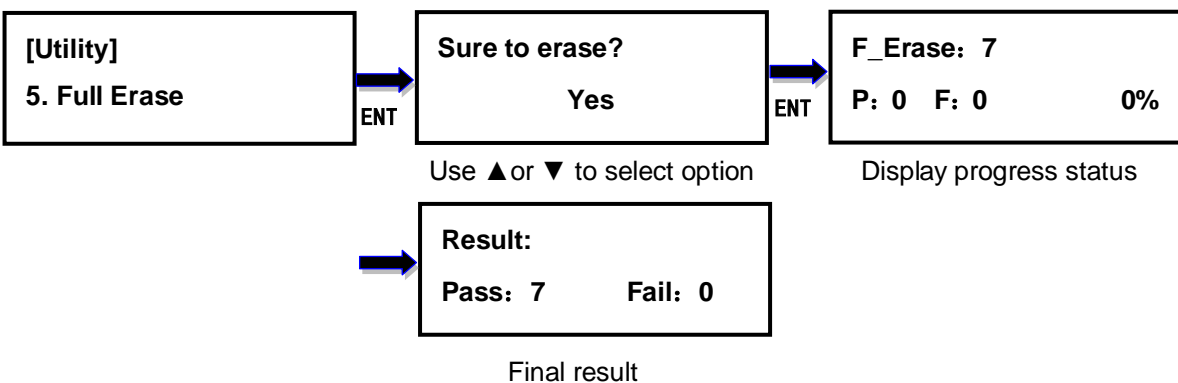 [Utility]
5. Full Erase
ENT
Sure to erase?
Yes
Use ▲or ▼ to select option
ENT
F_Erase：7
P：0 F：0 0%
Display progress status
Result:
Pass：7 Fail：0
Final result